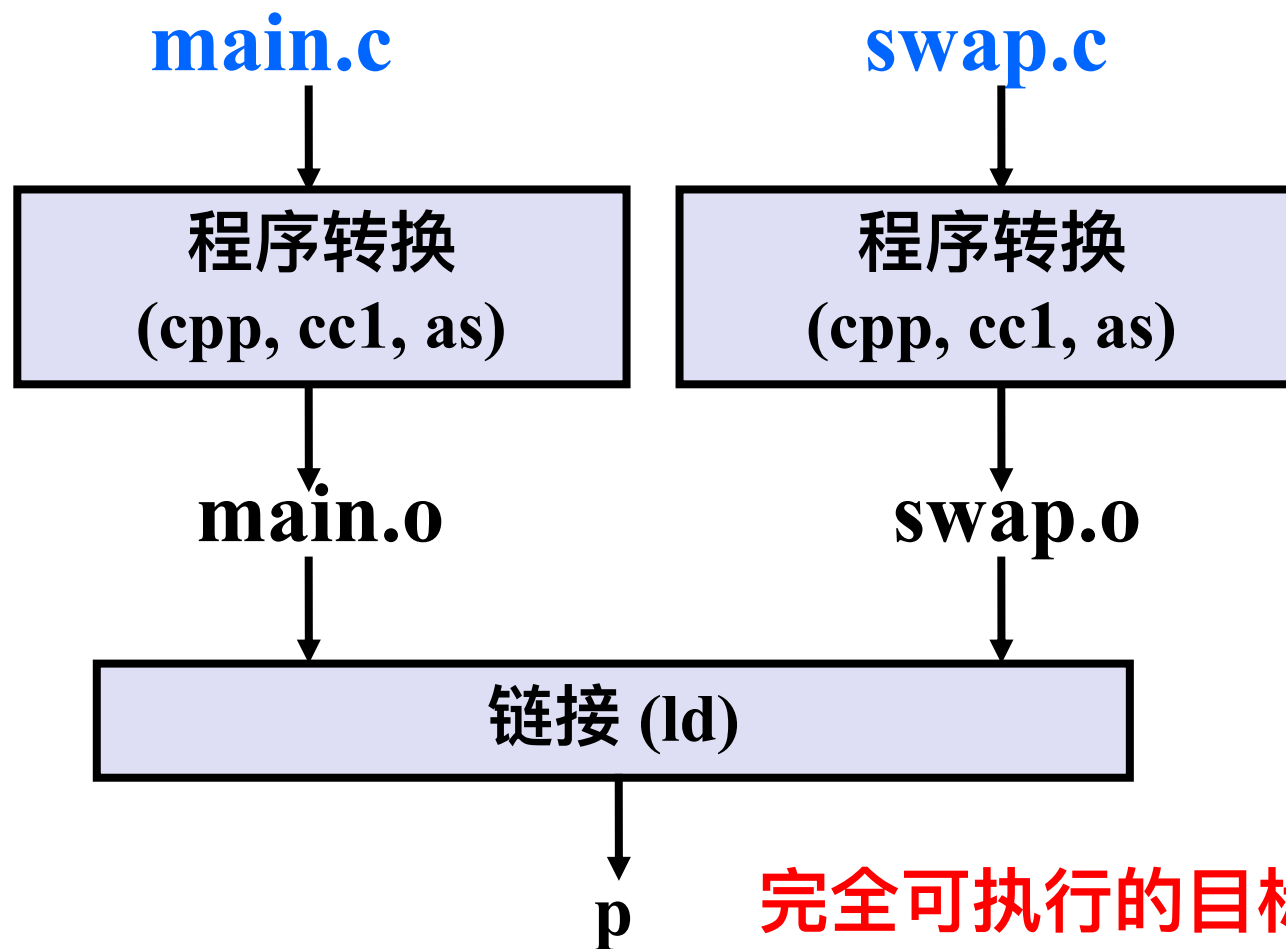 main.c
swap.c
程序转换
(cpp, cc1, as)
程序转换
(cpp, cc1, as)
main.o
swap.o
链接 (ld)
p
完全可执行的目